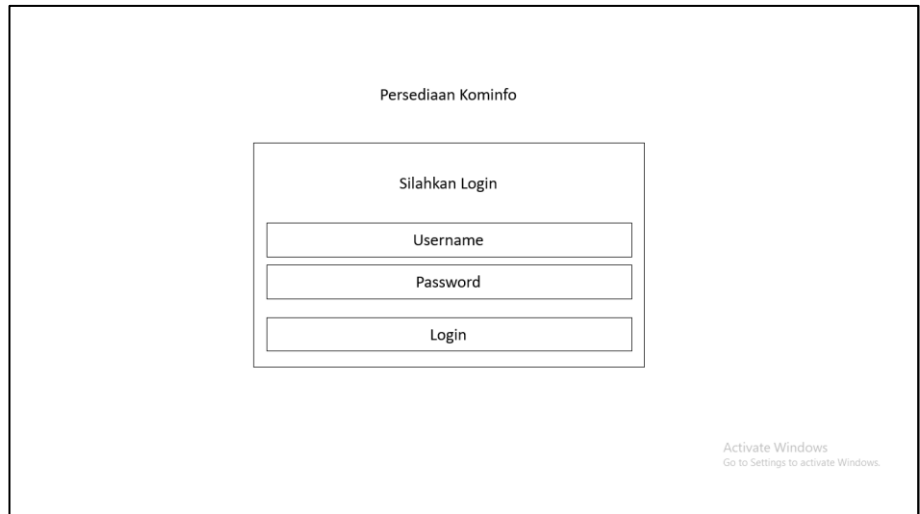 Persediaan Kominfo
Silahkan Login
Username
Password
Login
Activate Windows
Go to Settings to activate Windows.